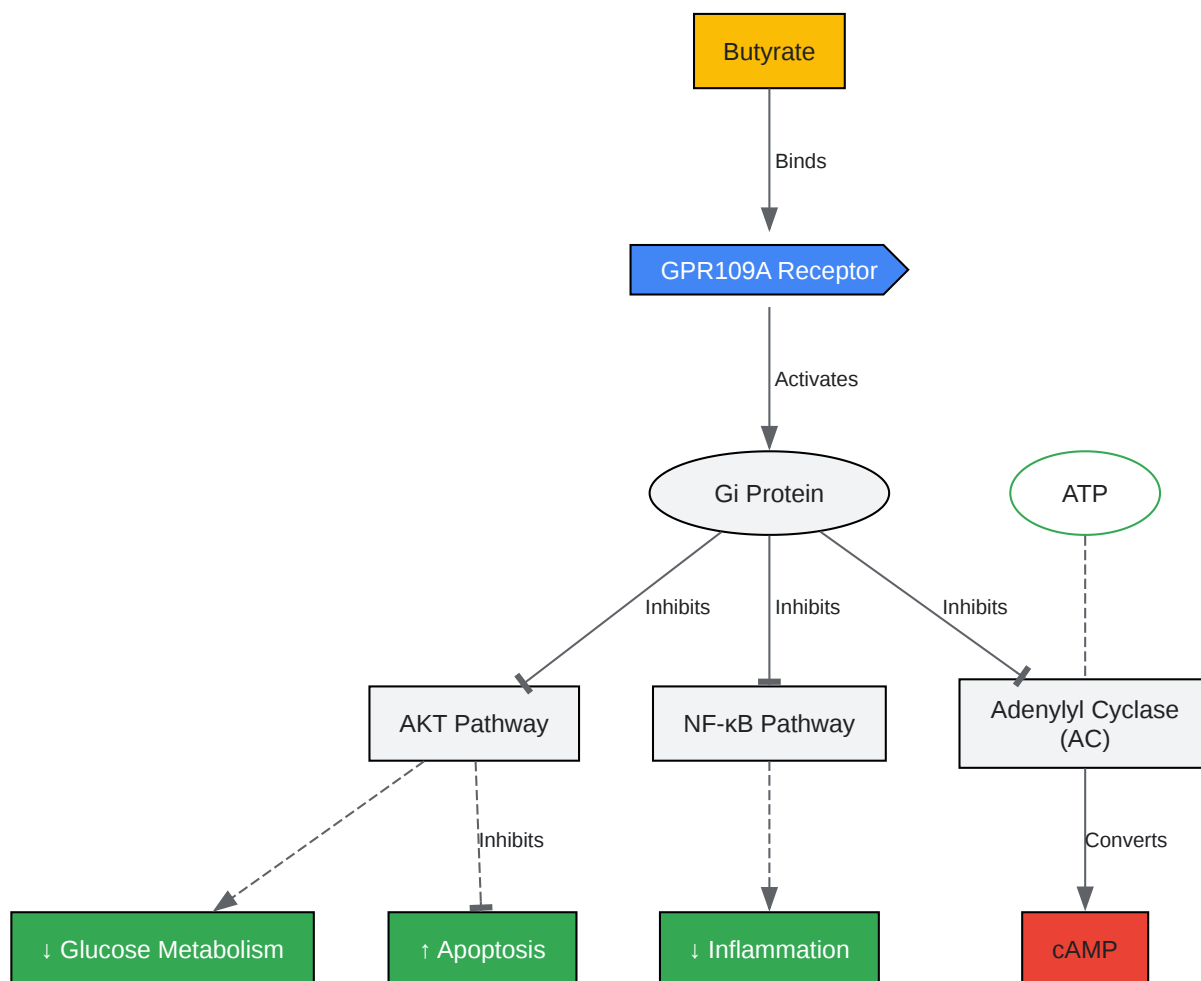 Butyrate
Binds
GPR109A Receptor
Activates
Gi Protein
ATP
Inhibits
Inhibits
Inhibits
AKT Pathway
NF-κB Pathway
Adenylyl Cyclase
(AC)
Inhibits
Converts
↓ Glucose Metabolism
↑ Apoptosis
↓ Inflammation
cAMP